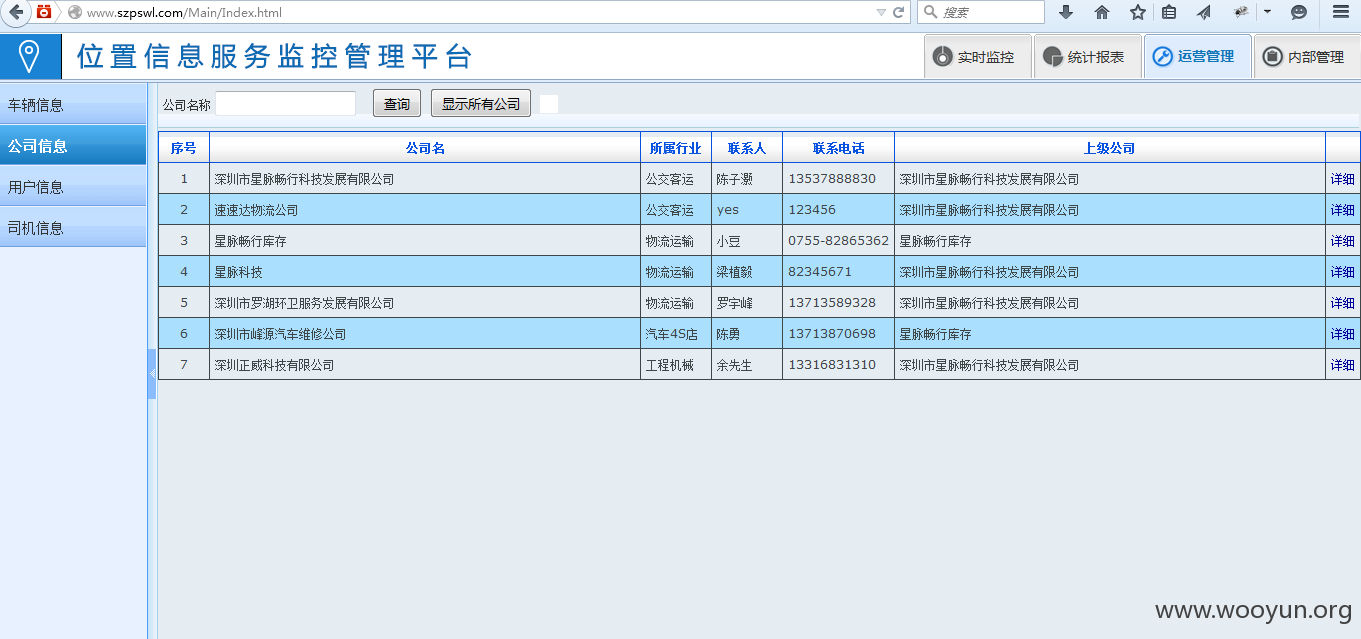 www.szpswl.com/Main/Index.html 搜索
位置信息服务监控管理平台 实时监控 统计报表 运营管理 内部管理
车辆信息
公司信息
用户信息
司机信息
公司名称 查询 显示所有公司
序号 公司名 所属行业 联系人 联系电话 上级公司
1 深圳市星脉畅行科技发展有限公司 公交客运 陈子灏 13537888830 深圳市星脉畅行科技发展有限公司 详细
2 速速达物流公司 公交客运 yes 123456 深圳市星脉畅行科技发展有限公司 详细
3 星脉畅行库存 物流运输 小豆 0755-82865362 星脉畅行库存 详细
4 星脉科技 物流运输 梁植毅 82345671 深圳市星脉畅行科技发展有限公司 详细
5 深圳市罗湖环卫服务发展有限公司 物流运输 罗宇峰 13713589328 深圳市星脉畅行科技发展有限公司 详细
6 深圳市峰源汽车维修公司 汽车4S店 陈勇 13713870698 星脉畅行库存 详细
7 深圳正威科技有限公司 工程机械 余先生 13316831310 深圳市星脉畅行科技发展有限公司 详细
www.wooyun.org